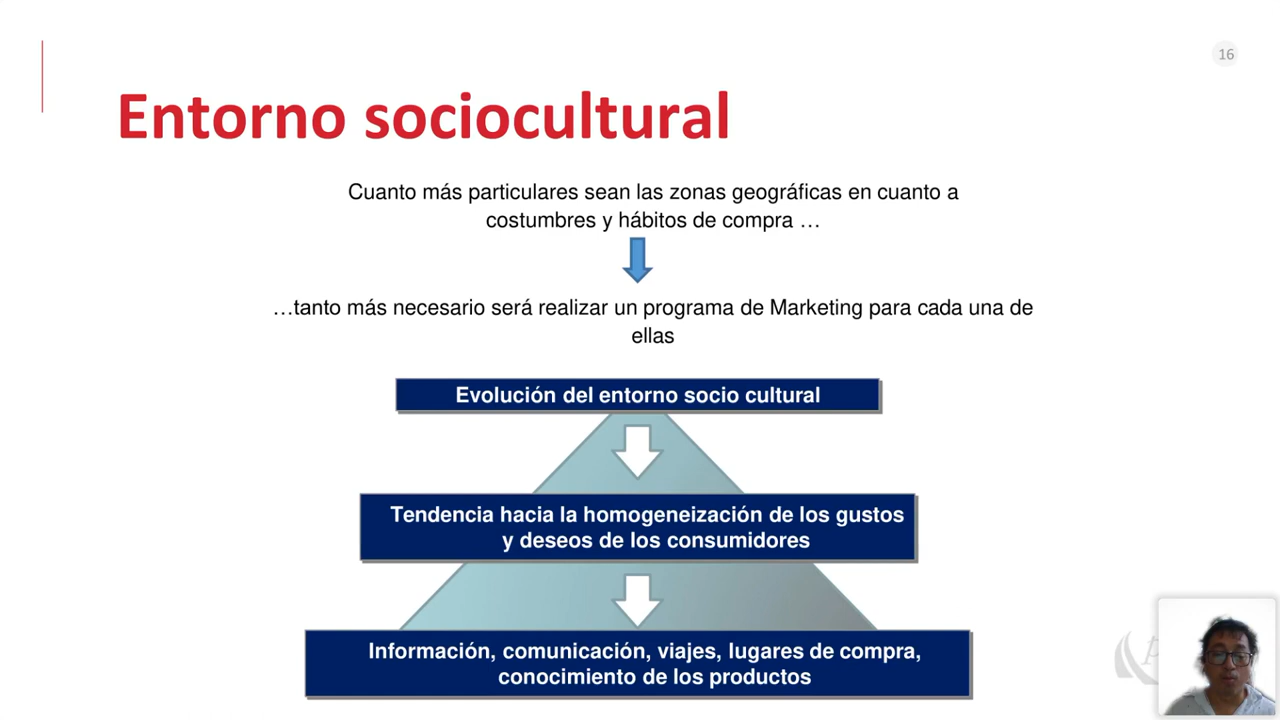 16
Entorno sociocultural
Cuanto más particulares sean las zonas geográficas en cuanto a
costumbres y hábitos de compra …
…tanto más necesario será realizar un programa de Marketing para cada una de
ellas
Evolución del entorno socio cultural
Tendencia hacia la homogeneización de los gustos
y deseos de los consumidores
Información, comunicación, viajes, lugares de compra,
conocimiento de los productos